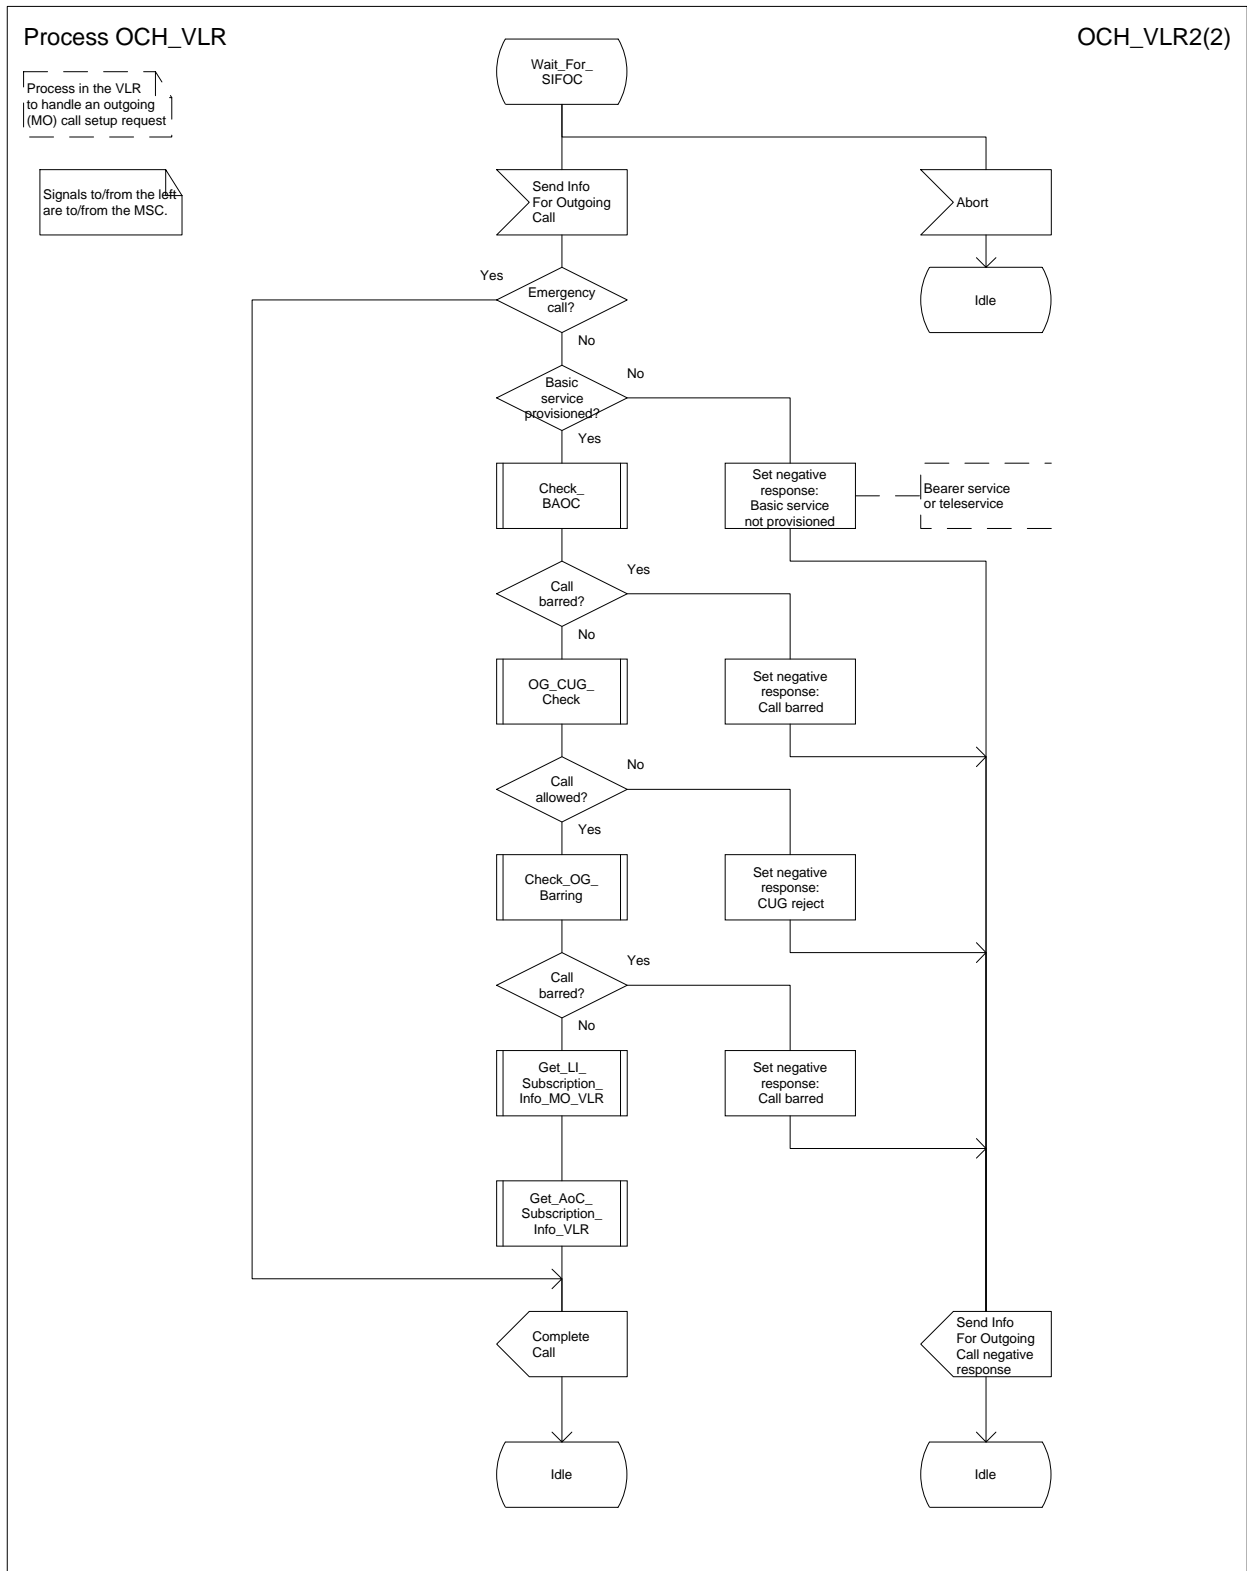 Process OCH_VLR
OCH_VLR2(2)
Process in the VLR
to handle an outgoing
(MO) call setup request
Signals to/from the left
are to/from the MSC.
Wait_For_
SIFOC
Send Info
For Outgoing
Call
Abort
Idle
Yes
Emergency
call?
No
Basic
service
provisioned?
No
Yes
Check_
BAOC
Set negative
response:
Basic service
not provisioned
Bearer service
or teleservice
Call
barred?
Yes
No
OG_CUG_
Check
Set negative
response:
Call barred
Call
allowed?
No
Yes
Check_OG_
Barring
Set negative
response:
CUG reject
Call
barred?
Yes
No
Get_LI_
Subscription_
Info_MO_VLR
Set negative
response:
Call barred
Get_AoC_
Subscription_
Info_VLR
Complete
Call
Send Info
For Outgoing
Call negative
response
Idle
Idle